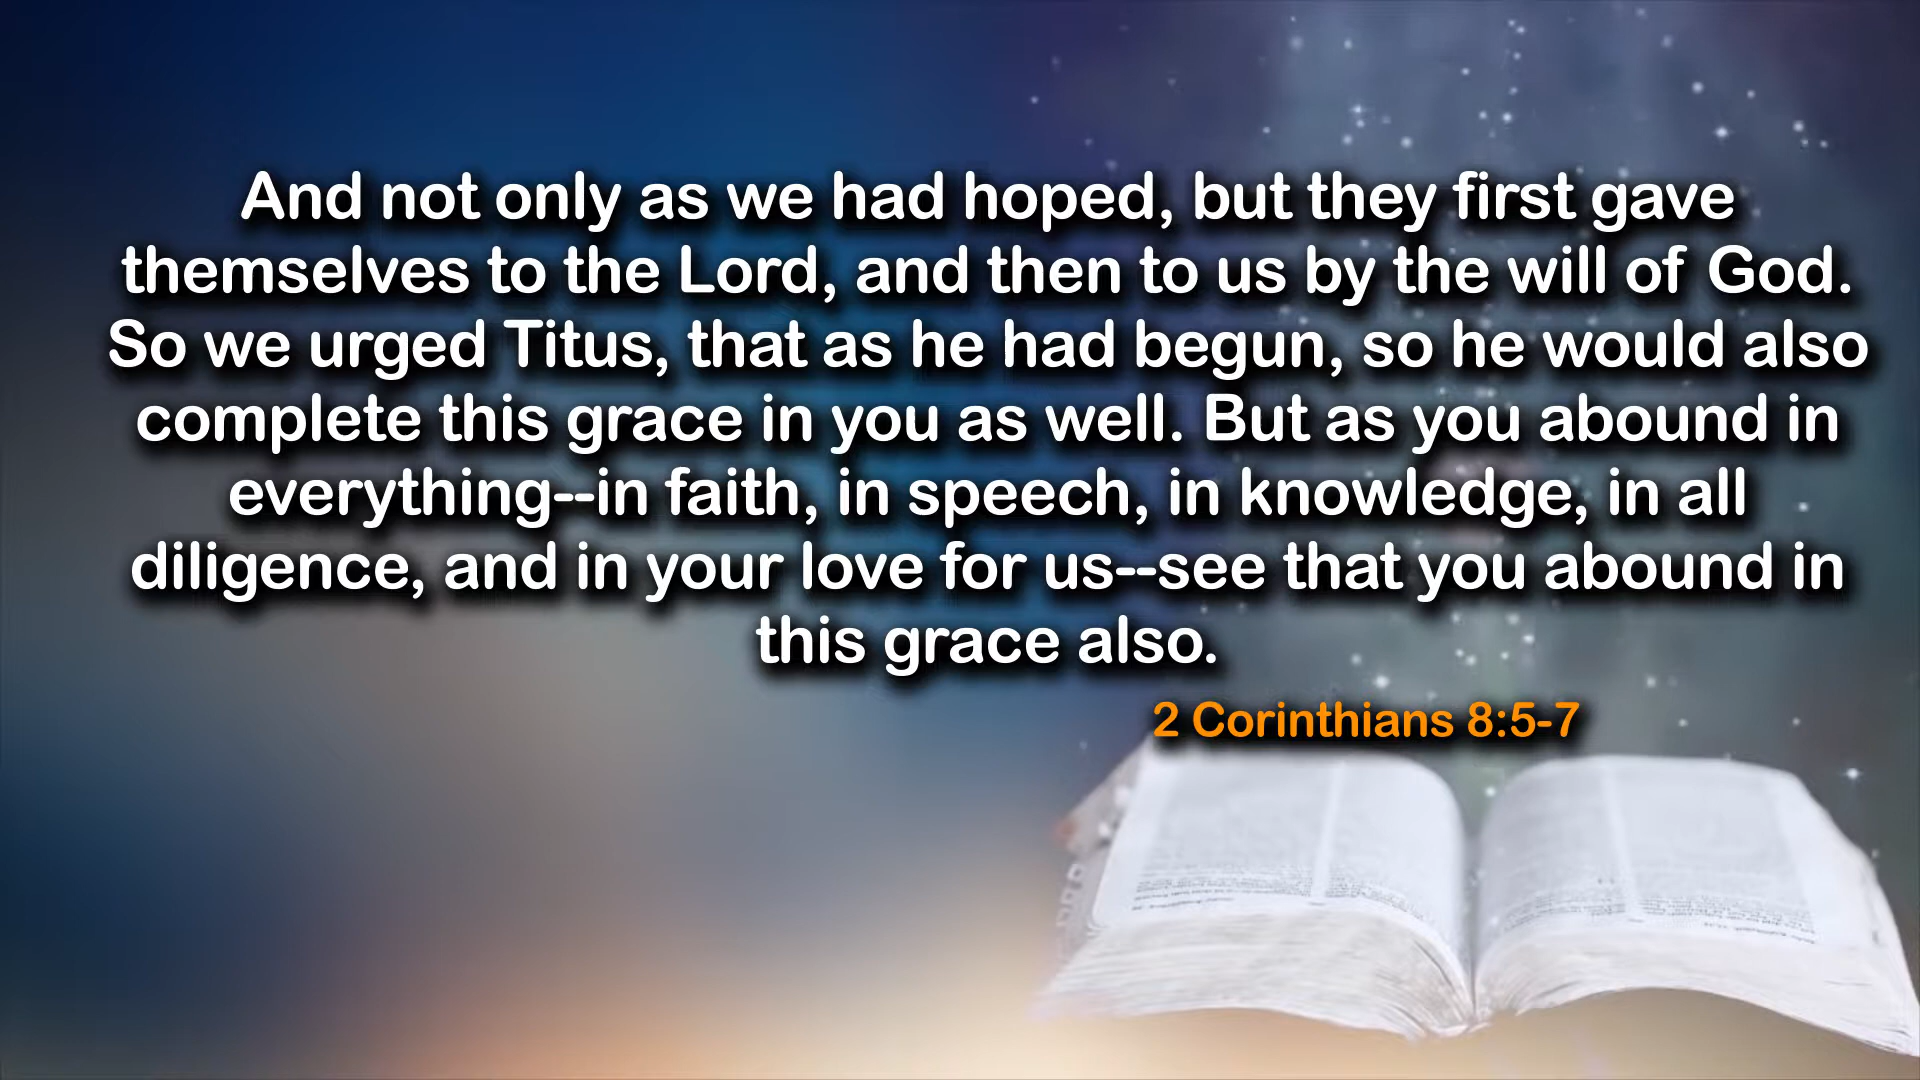 And not only as we had hoped, but they first gave
themselves to the Lord, and then to us by the will of God.
So we urged Titus, that as he had begun, so he would also
complete this grace in you as well. But as you abound in
everything--in faith, in speech, in knowledge, in all
diligence, and in your love for us--see that you abound in
this grace also.
2 Corinthians 8:5-7